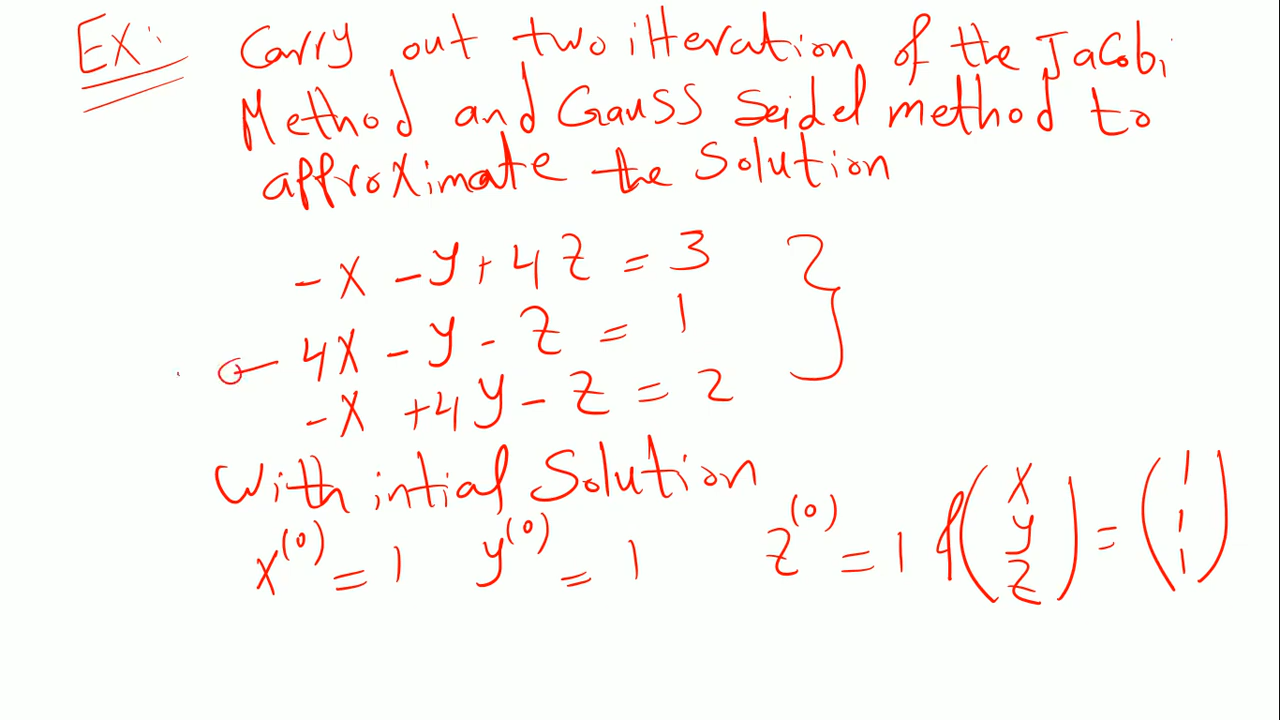 Ex: Carry out two itteration of the Jacobi
Method and Gauss Seidel method to
approximate the Solution
-x - y + 4z = 3
4x - y - z = 1
-x + 4y - z = 2
With intial Solution
x^(0) = 1 y^(0) = 1 z^(0) = 1 (x y z) = (1 1 1)